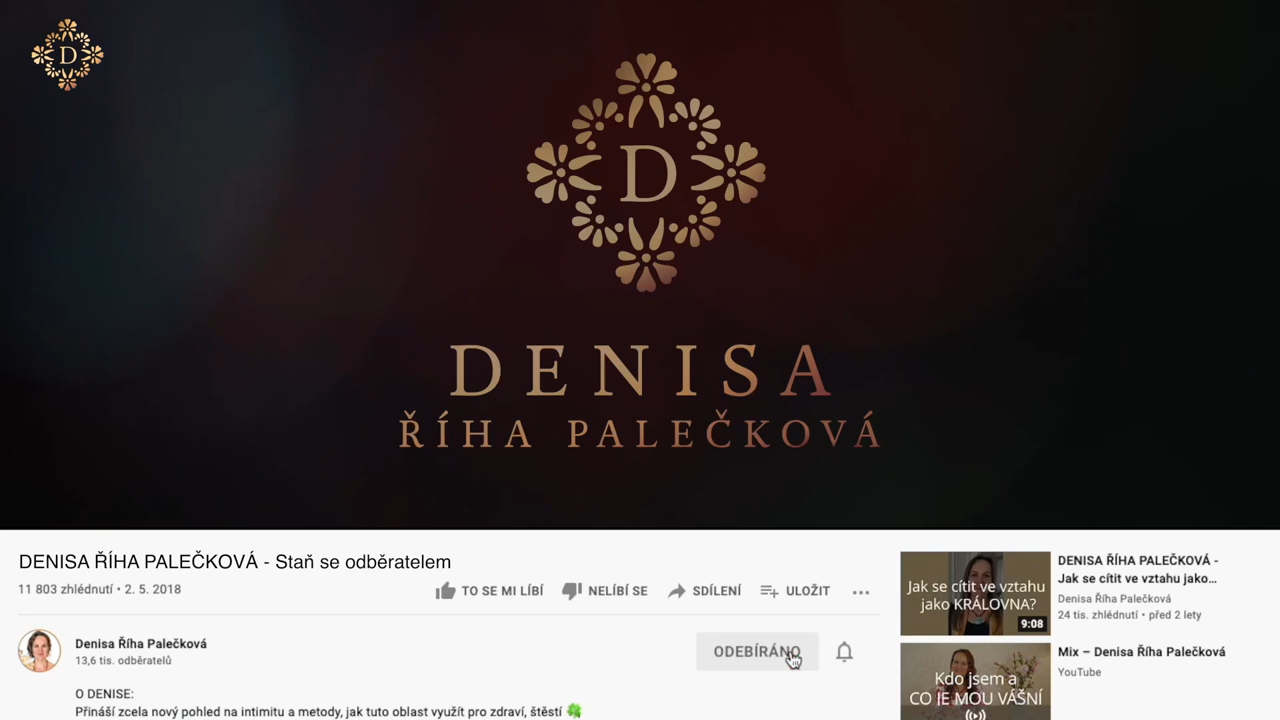 D
D
DENISA
ŘÍHA PALEČKOVÁ
DENISA ŘÍHA PALEČKOVÁ - Staň se odběratelem
11 803 zhlédnutí • 2. 5. 2018
TO SE MI LÍBÍ
NELÍBÍ SE
SDÍLENÍ
ULOŽIT
Denisa Říha Palečková
13,6 tis. odběratelů
ODEBÍRÁNO
O DENISE:
Přináší zcela nový pohled na intimitu a metody, jak tuto oblast využít pro zdraví, štěstí 🍀
Jak se cítit ve vztahu
jako KRÁLOVNA?
9:08
DENISA ŘÍHA PALEČKOVÁ -
Jak se cítit ve vztahu jako…
Denisa Říha Palečková
24 tis. zhlédnutí • před 2 lety
Kdo jsem a
CO JE MOU VÁŠNÍ
Mix – Denisa Říha Palečková
YouTube